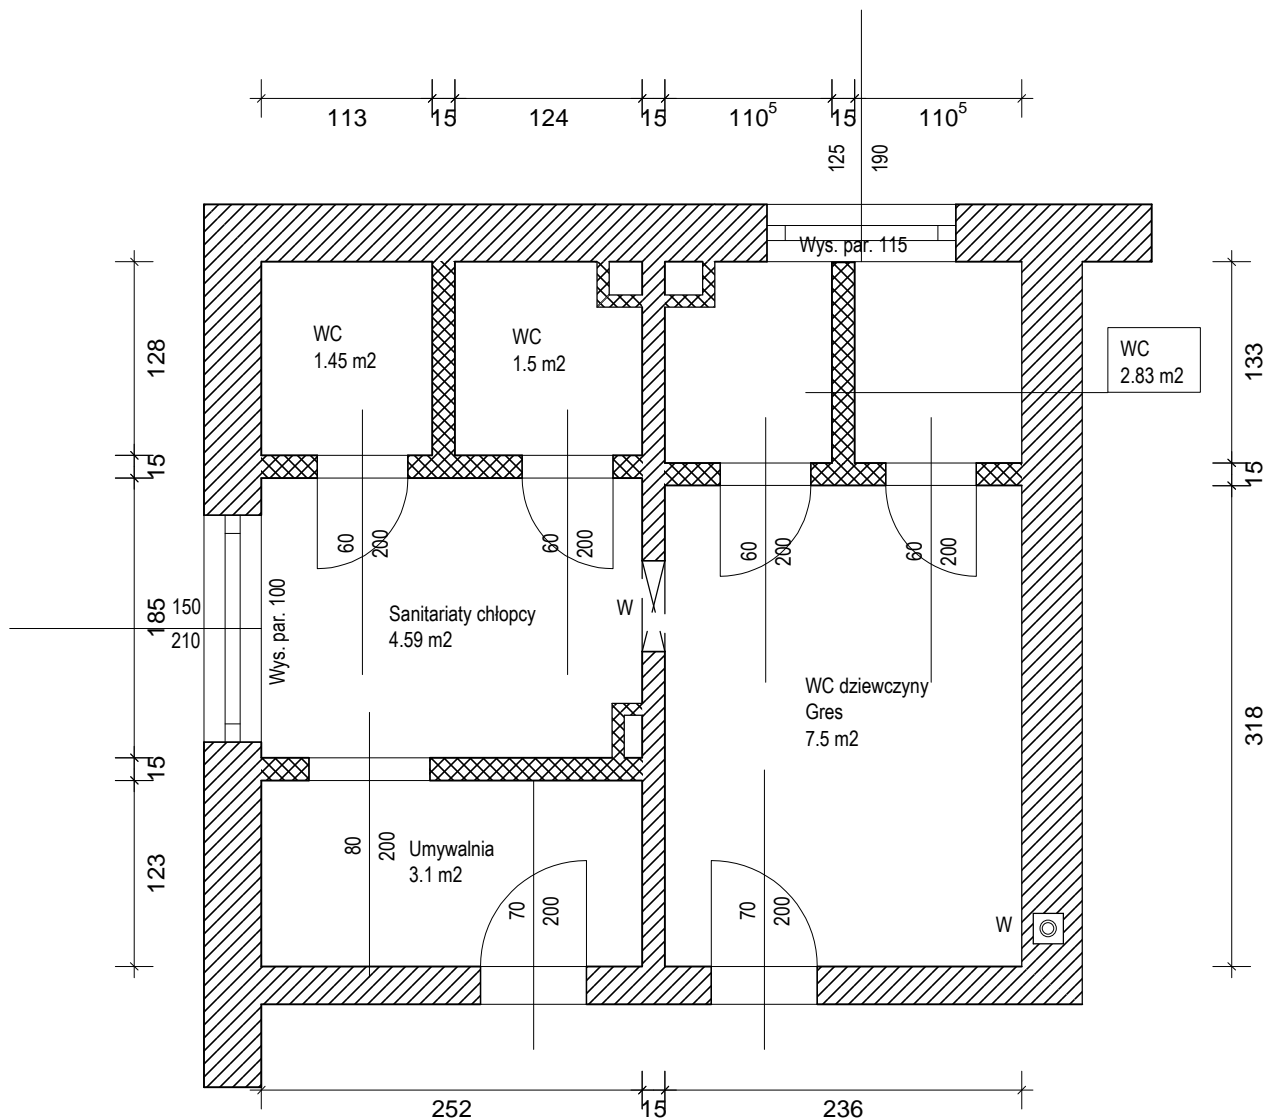 113 15 124 15 110⁵ 15 110⁵
125 190
Wys. par. 115
WC
1.45 m2
WC
1.5 m2
WC
2.83 m2
128
133
15
15
60 200
60 200
60 200
60 200
185
150
210
Wys. par. 100
Sanitariaty chłopcy
4.59 m2
W
WC dziewczyny
Gres
7.5 m2
318
15
123
80 200
Umywalnia
3.1 m2
70 200
70 200
W
252 15 236